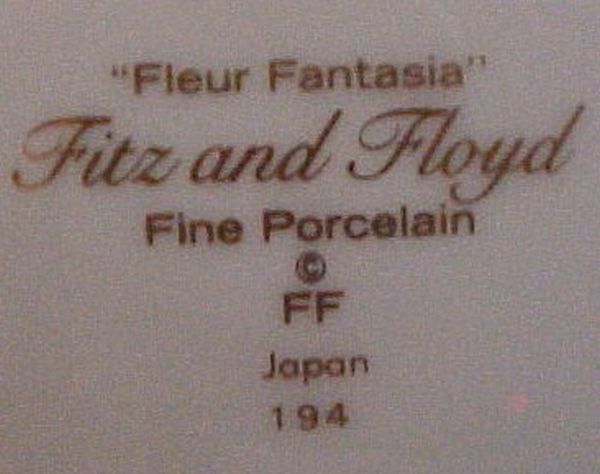 "Fleur Fantasia"
Fitz and Floyd
Fine Porcelain
©
FF
Japan
194